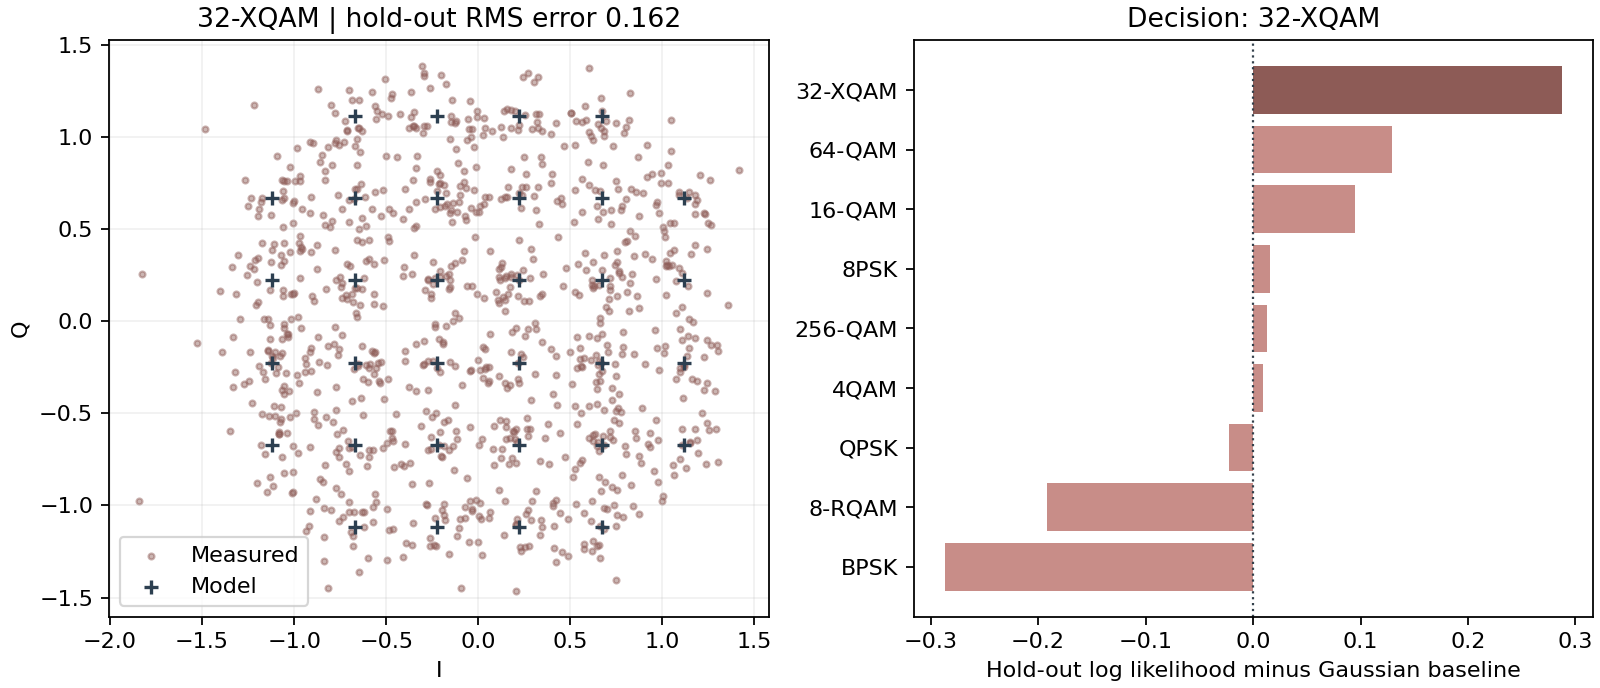 32-XQAM | hold-out RMS error 0.162
1.5
1.0
0.5
0.0
−0.5
−1.0
−1.5
Q
Measured
Model
−2.0 −1.5 −1.0 −0.5 0.0 0.5 1.0 1.5
I
Decision: 32-XQAM
32-XQAM
64-QAM
16-QAM
8PSK
256-QAM
4QAM
QPSK
8-RQAM
BPSK
−0.3 −0.2 −0.1 0.0 0.1 0.2 0.3
Hold-out log likelihood minus Gaussian baseline